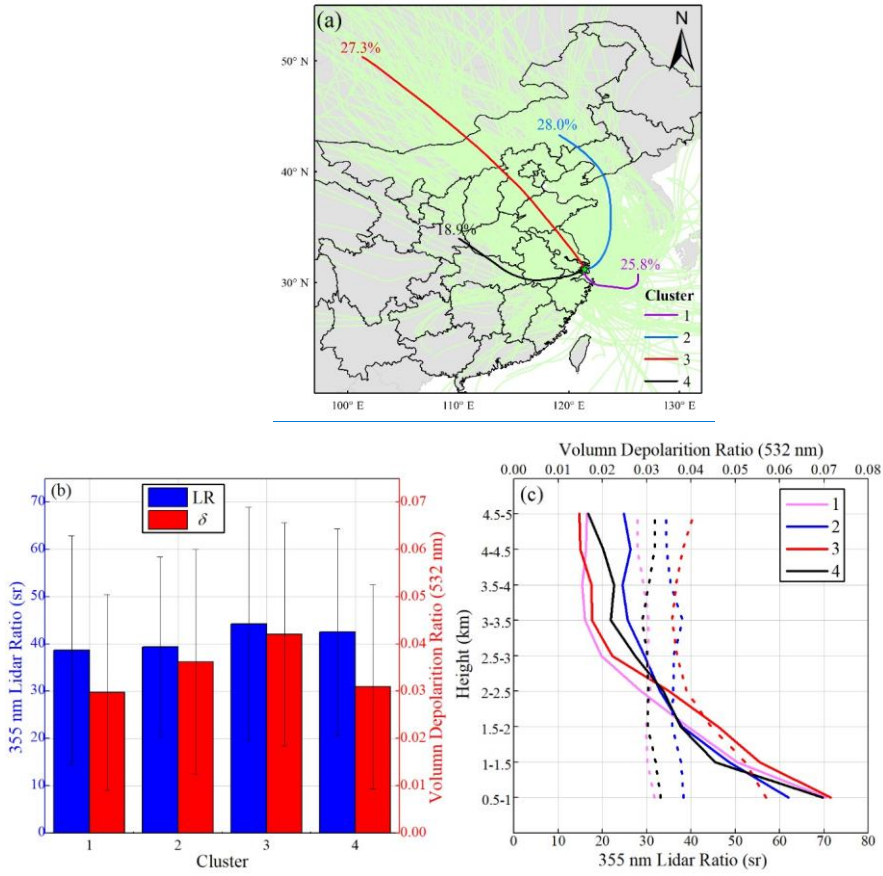 (a)
N
27.3%
50° N
28.0%
40° N
18.9%
25.8%
30° N
Cluster
1
2
3
4
100° E
110° E
120° E
130° E
(b)
LR
δ
70
60
50
40
30
20
10
0
355 nm Lidar Ratio (sr)
0.07
0.06
0.05
0.04
0.03
0.02
0.01
0.00
Volumn Depolarition Ratio (532 nm)
1 2 3 4
Cluster
Volumn Depolarition Ratio (532 nm)
0.00 0.01 0.02 0.03 0.04 0.05 0.06 0.07 0.08
(c)
1
2
3
4
4.5-5
4-4.5
3.5-4
3-3.5
2.5-3
2-2.5
1.5-2
1-1.5
0.5-1
Height (km)
0 10 20 30 40 50 60 70 80
355 nm Lidar Ratio (sr)